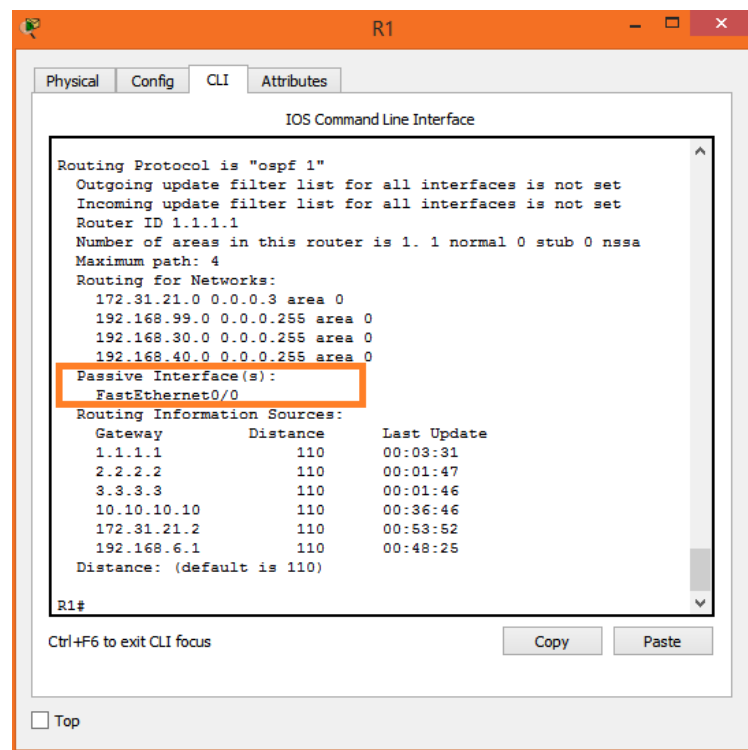 R1
Physical Config CLI Attributes
IOS Command Line Interface
Routing Protocol is "ospf 1"
Outgoing update filter list for all interfaces is not set
Incoming update filter list for all interfaces is not set
Router ID 1.1.1.1
Number of areas in this router is 1. 1 normal 0 stub 0 nssa
Maximum path: 4
Routing for Networks:
172.31.21.0 0.0.0.3 area 0
192.168.99.0 0.0.0.255 area 0
192.168.30.0 0.0.0.255 area 0
192.168.40.0 0.0.0.255 area 0
Passive Interface(s):
FastEthernet0/0
Routing Information Sources:
Gateway Distance Last Update
1.1.1.1 110 00:03:31
2.2.2.2 110 00:01:47
3.3.3.3 110 00:01:46
10.10.10.10 110 00:36:46
172.31.21.2 110 00:53:52
192.168.6.1 110 00:48:25
Distance: (default is 110)
R1#
Ctrl+F6 to exit CLI focus
Copy Paste
Top